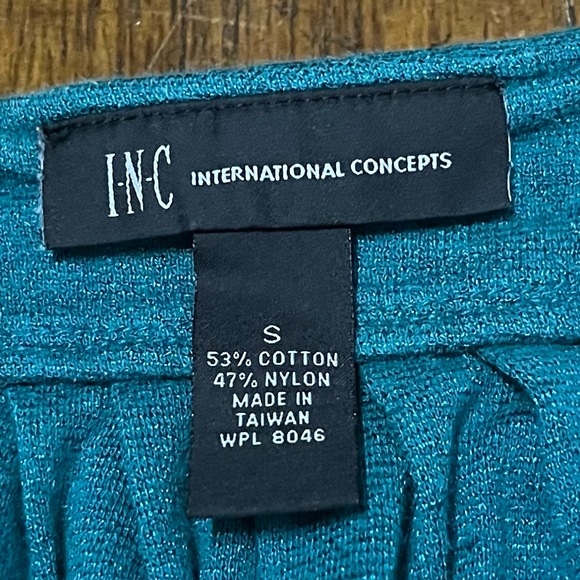 I·N·C INTERNATIONAL CONCEPTS
S
53% COTTON
47% NYLON
MADE IN
TAIWAN
WPL 8046